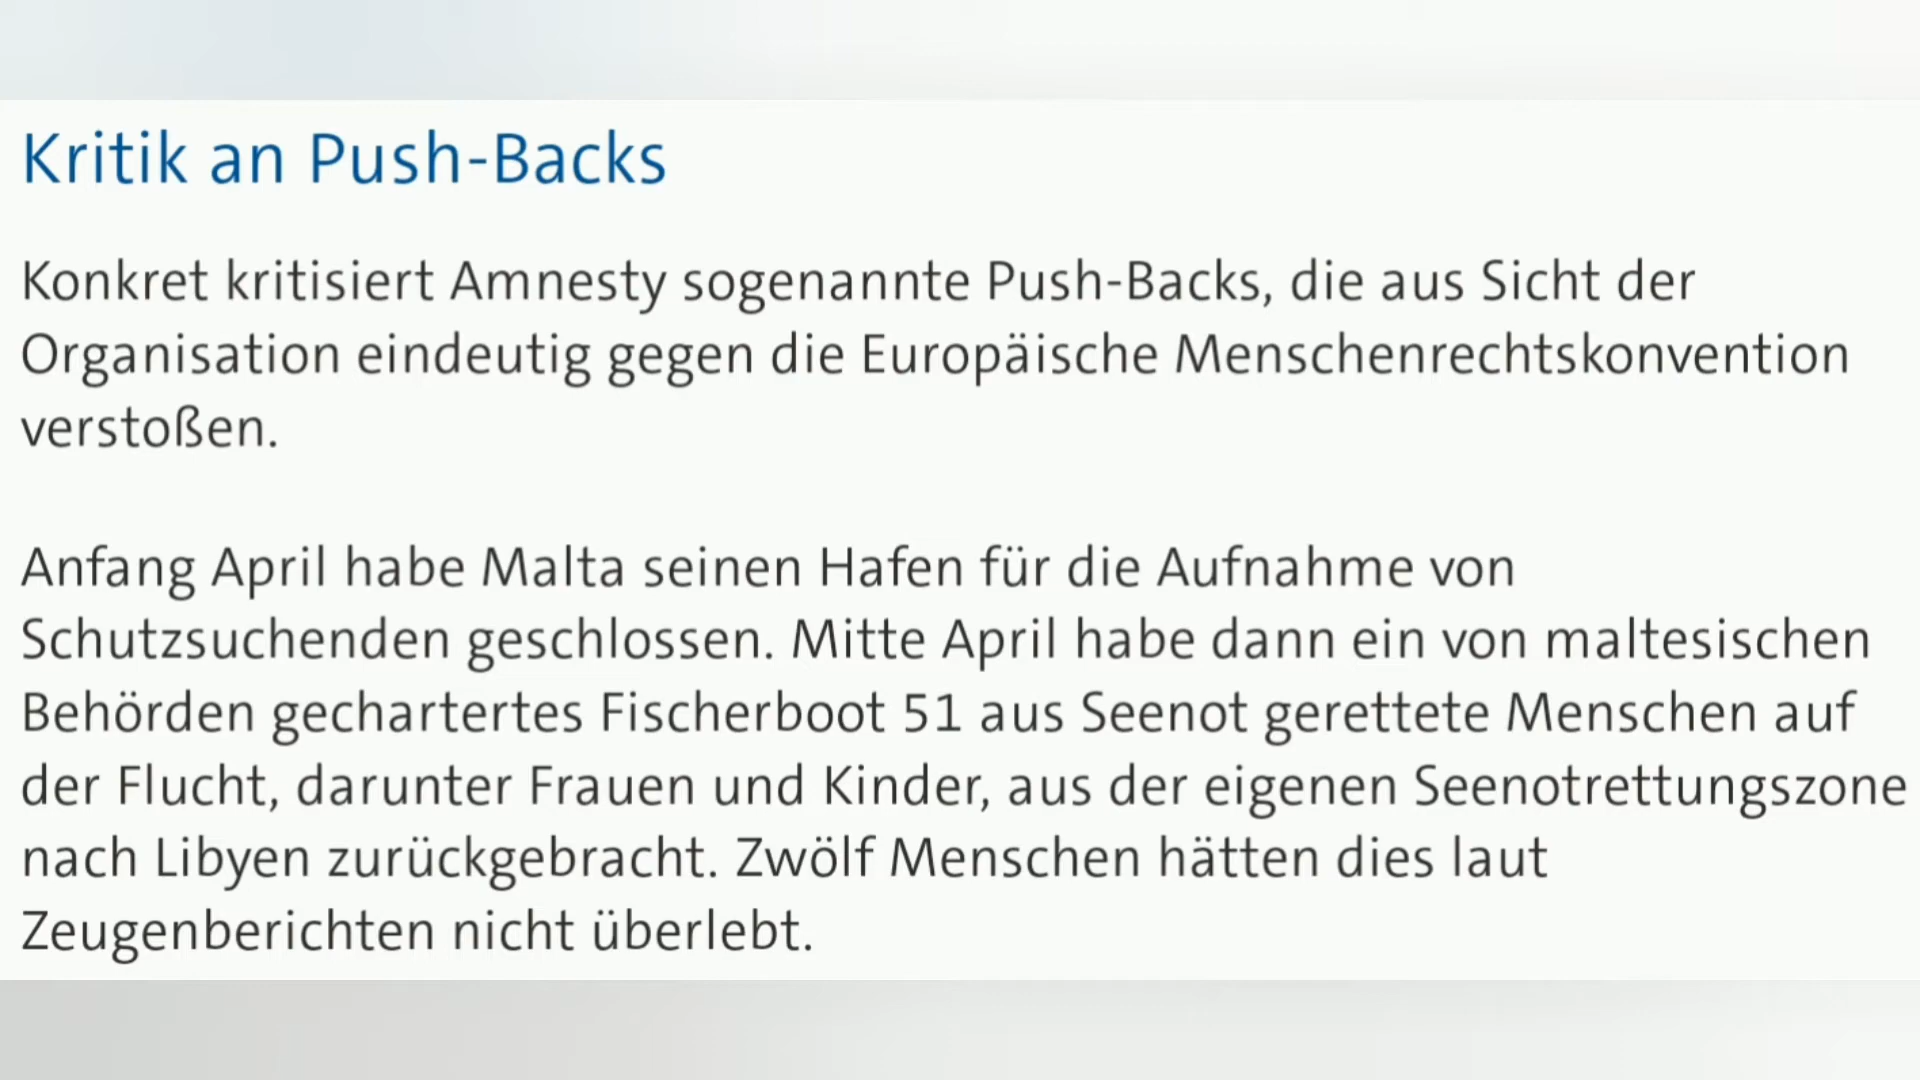 Kritik an Push-Backs
Konkret kritisiert Amnesty sogenannte Push-Backs, die aus Sicht der
Organisation eindeutig gegen die Europäische Menschenrechtskonvention
verstoßen.
Anfang April habe Malta seinen Hafen für die Aufnahme von
Schutzsuchenden geschlossen. Mitte April habe dann ein von maltesischen
Behörden gechartertes Fischerboot 51 aus Seenot gerettete Menschen auf
der Flucht, darunter Frauen und Kinder, aus der eigenen Seenotrettungszone
nach Libyen zurückgebracht. Zwölf Menschen hätten dies laut
Zeugenberichten nicht überlebt.